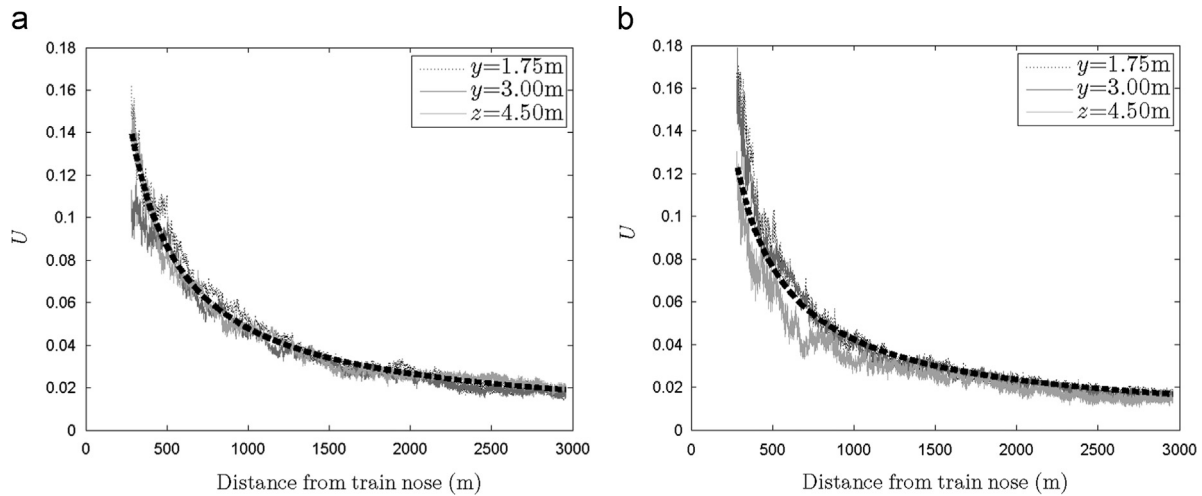 a
0.18
0.16
0.14
0.12
0.1
0.08
0.06
0.04
0.02
0
U
0 500 1000 1500 2000 2500 3000
Distance from train nose (m)
y=1.75m
y=3.00m
z=4.50m
b
0.18
0.16
0.14
0.12
0.1
0.08
0.06
0.04
0.02
0
U
0 500 1000 1500 2000 2500 3000
Distance from train nose (m)
y=1.75m
y=3.00m
z=4.50m